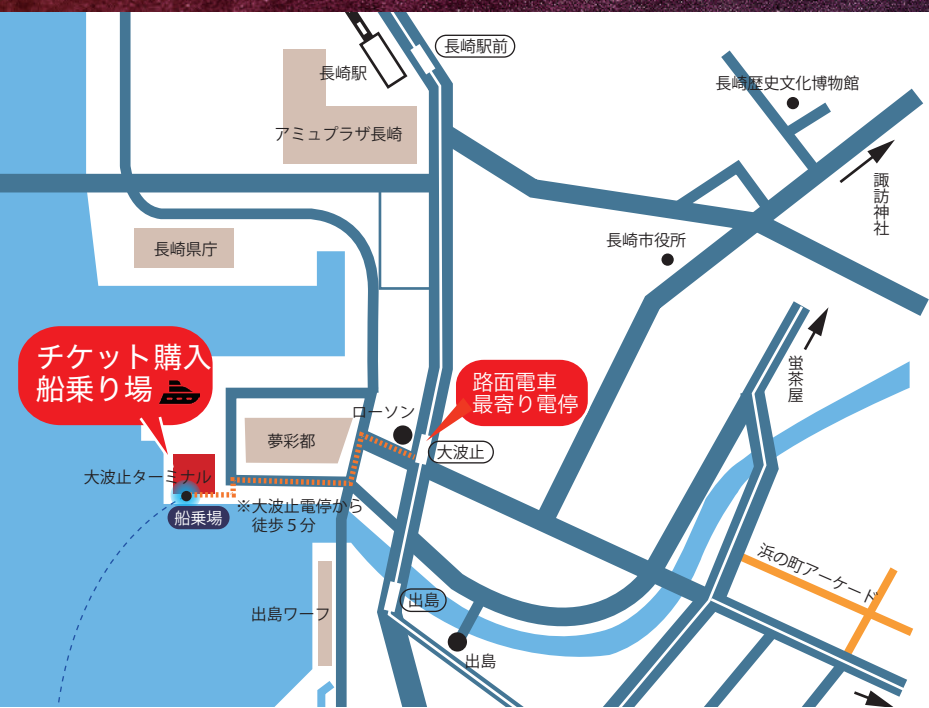 長崎駅前
長崎駅
長崎歴史文化博物館
アミュプラザ長崎
諏訪神社
長崎市役所
長崎県庁
チケット購入
船乗り場
路面電車
最寄り電停
蛍茶屋
ローソン
夢彩都
大波止
大波止ターミナル
船乗場
※大波止電停から
徒歩5分
浜の町アーケード
出島ワーフ
出島
出島